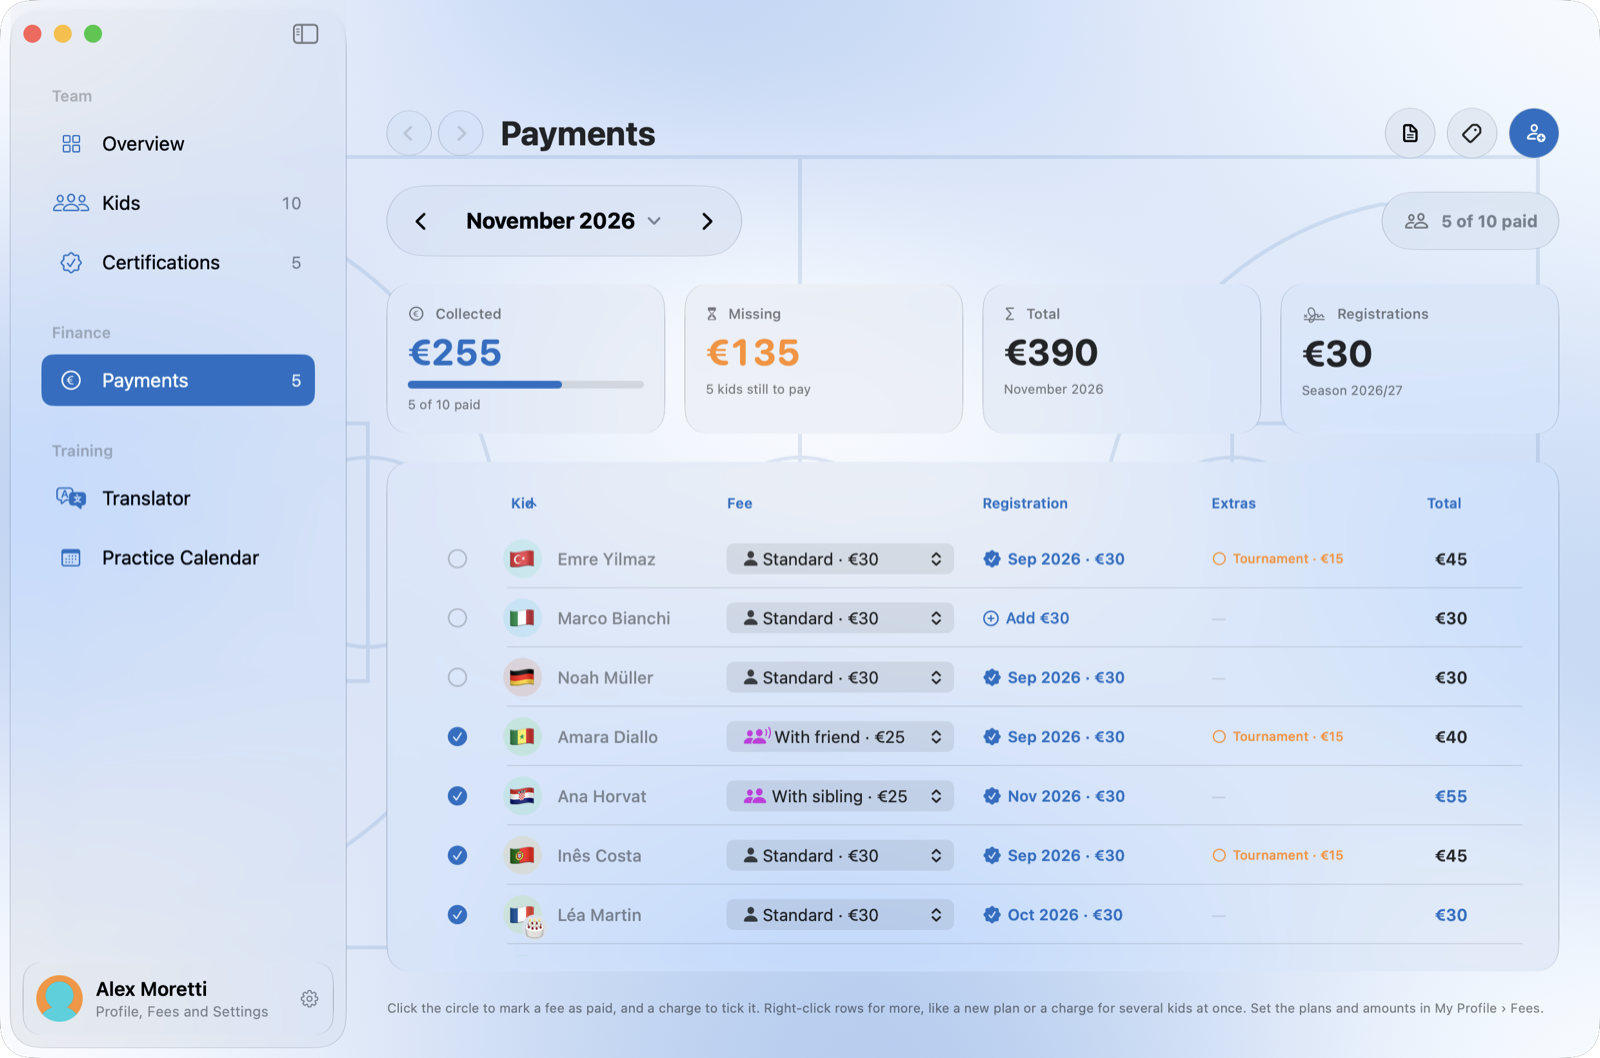 Team
Overview
Kids 10
Certifications 5
Finance
Payments 5
Training
Translator
Practice Calendar
Alex Moretti
Profile, Fees and Settings
Payments
November 2026
5 of 10 paid
Collected
€255
5 of 10 paid
Missing
€135
5 kids still to pay
Total
€390
November 2026
Registrations
€30
Season 2026/27
Kid Fee Registration Extras Total
Emre Yilmaz Standard · €30 Sep 2026 · €30 Tournament · €15 €45
Marco Bianchi Standard · €30 Add €30 — €30
Noah Müller Standard · €30 Sep 2026 · €30 — €30
Amara Diallo With friend · €25 Sep 2026 · €30 Tournament · €15 €40
Ana Horvat With sibling · €25 Nov 2026 · €30 — €55
Inês Costa Standard · €30 Sep 2026 · €30 Tournament · €15 €45
Léa Martin Standard · €30 Oct 2026 · €30 — €30
Click the circle to mark a fee as paid, and a charge to tick it. Right-click rows for more, like a new plan or a charge for several kids at once. Set the plans and amounts in My Profile › Fees.